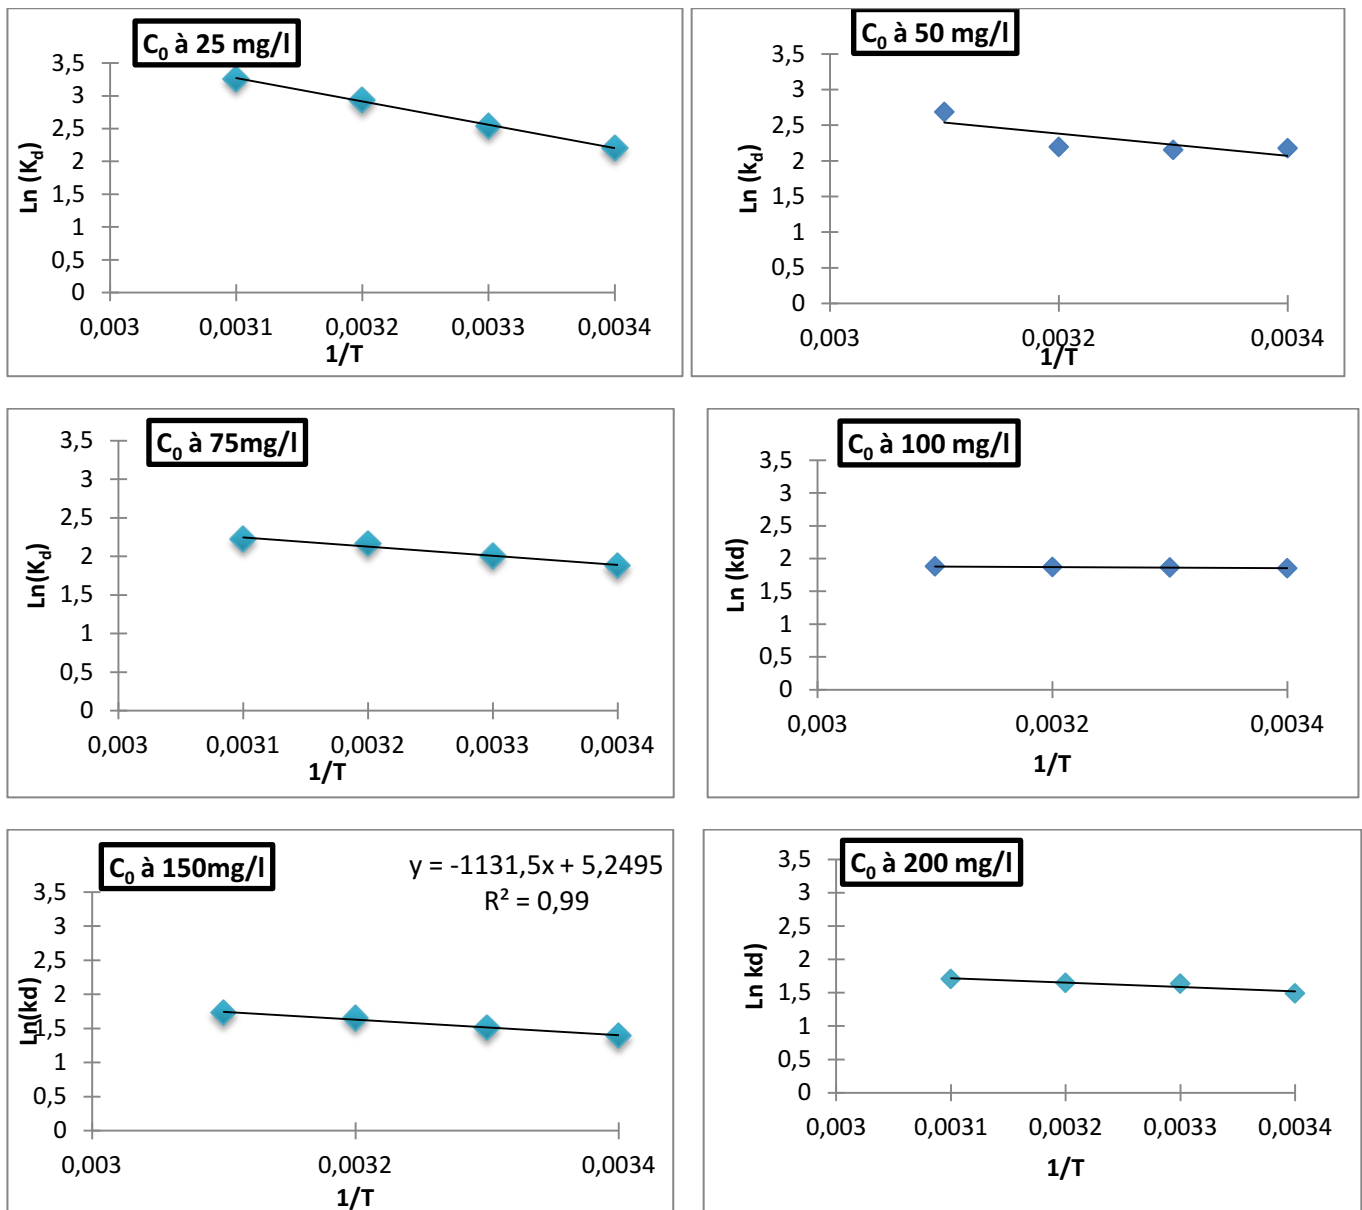 C₀ à 25 mg/l
3,5
3
2,5
2
1,5
1
0,5
0
Ln (K_d)
0,003 0,0031 0,0032 0,0033 0,0034
1/T
C₀ à 50 mg/l
3,5
3
2,5
2
1,5
1
0,5
0
Ln (k_d)
0,003 0,0032 0,0034
1/T
C₀ à 75mg/l
3,5
3
2,5
2
1,5
1
0,5
0
Ln(K_d)
0,003 0,0031 0,0032 0,0033 0,0034
1/T
C₀ à 100 mg/l
3,5
3
2,5
2
1,5
1
0,5
0
Ln (kd)
0,003 0,0032 0,0034
1/T
C₀ à 150mg/l
y = -1131,5x + 5,2495
R² = 0,99
3,5
3
2,5
2
1,5
1
0,5
0
Ln(kd)
0,003 0,0032 0,0034
1/T
C₀ à 200 mg/l
3,5
3
2,5
2
1,5
1
0,5
0
Ln kd)
0,003 0,0031 0,0032 0,0033 0,0034
1/T